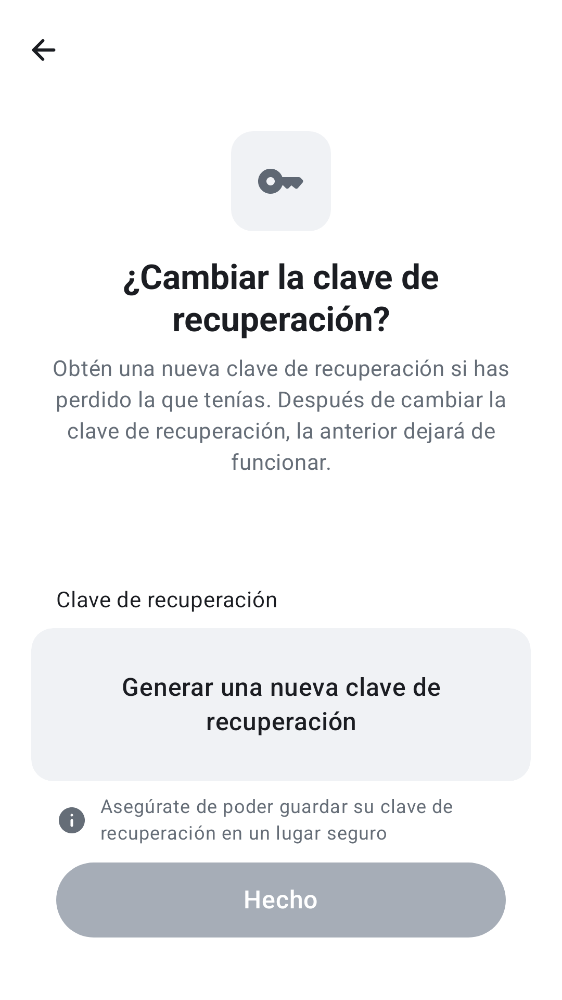 ¿Cambiar la clave de
recuperación?
Obtén una nueva clave de recuperación si has
perdido la que tenías. Después de cambiar la
clave de recuperación, la anterior dejará de
funcionar.
Clave de recuperación
Generar una nueva clave de
recuperación
Asegúrate de poder guardar su clave de
recuperación en un lugar seguro
Hecho